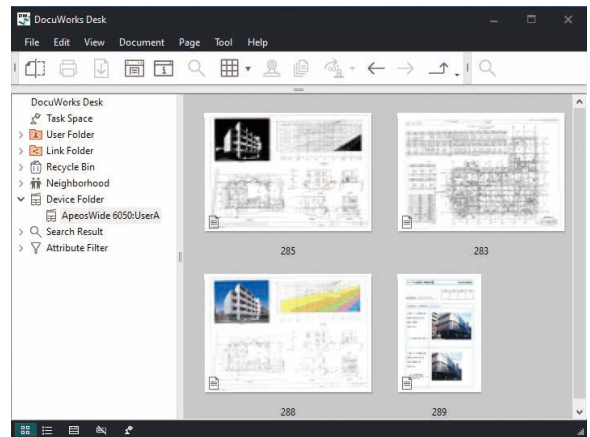 DocuWorks Desk
File Edit View Document Page Tool Help
DocuWorks Desk
Task Space
User Folder
Link Folder
Recycle Bin
Neighborhood
Device Folder
ApeosWide 6050:UserA
Search Result
Attribute Filter
285
283
288
289